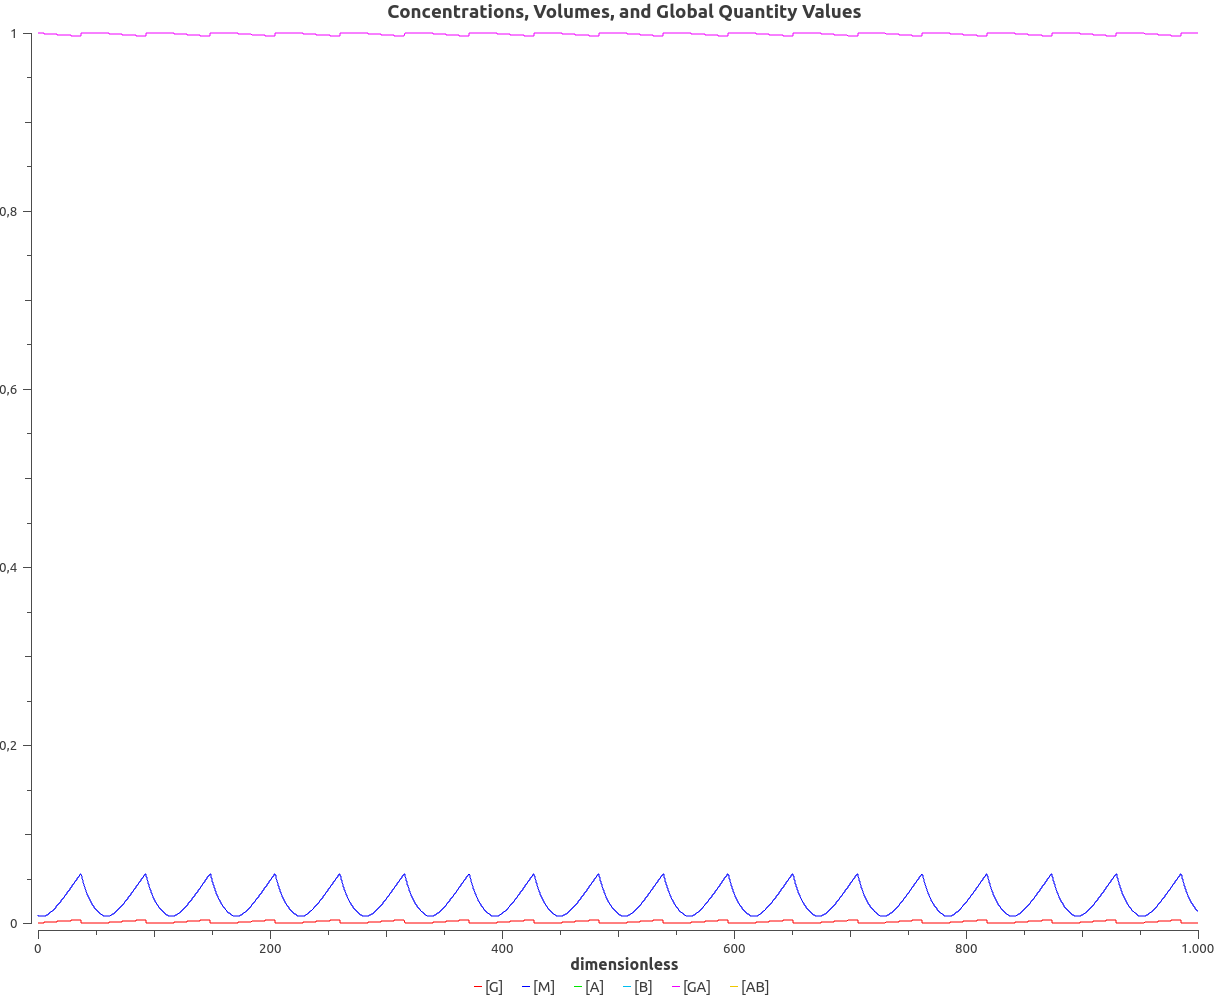 Concentrations, Volumes, and Global Quantity Values
1
0,8
0,6
0,4
0,2
0
0 200 400 600 800 1.000
dimensionless
[G] [M] [A] [B] [GA] [AB]